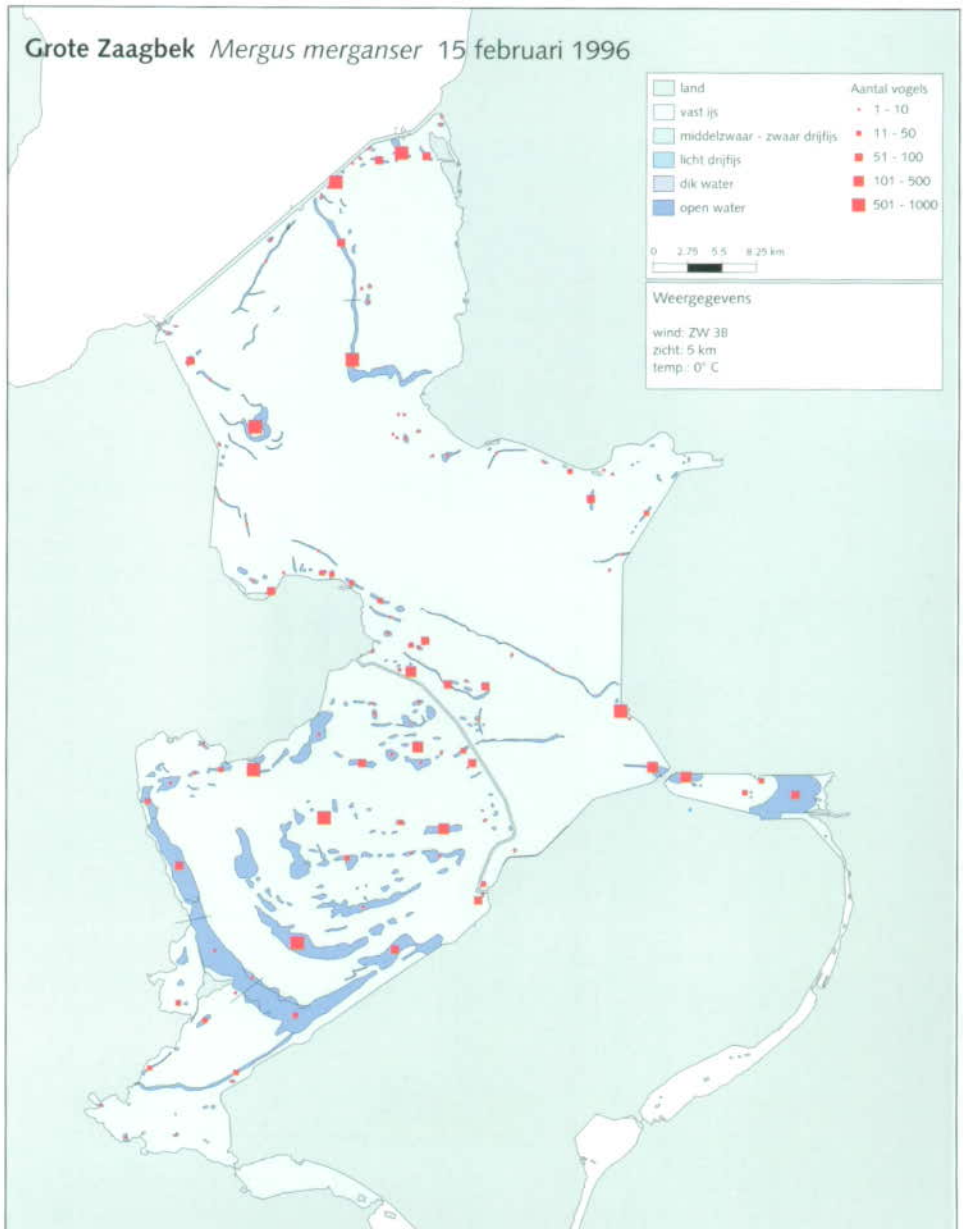 Grote Zaagbek Mergus merganser 15 februari 1996
land
vast ijs
middelzwaar - zwaar drijfijs
licht drijfijs
dik water
open water
Aantal vogels
1 - 10
11 - 50
51 - 100
101 - 500
501 - 1000
0 2.75 5.5 8.25 km
Weergegevens
wind: ZW 3B
zicht: 5 km
temp.: 0° C